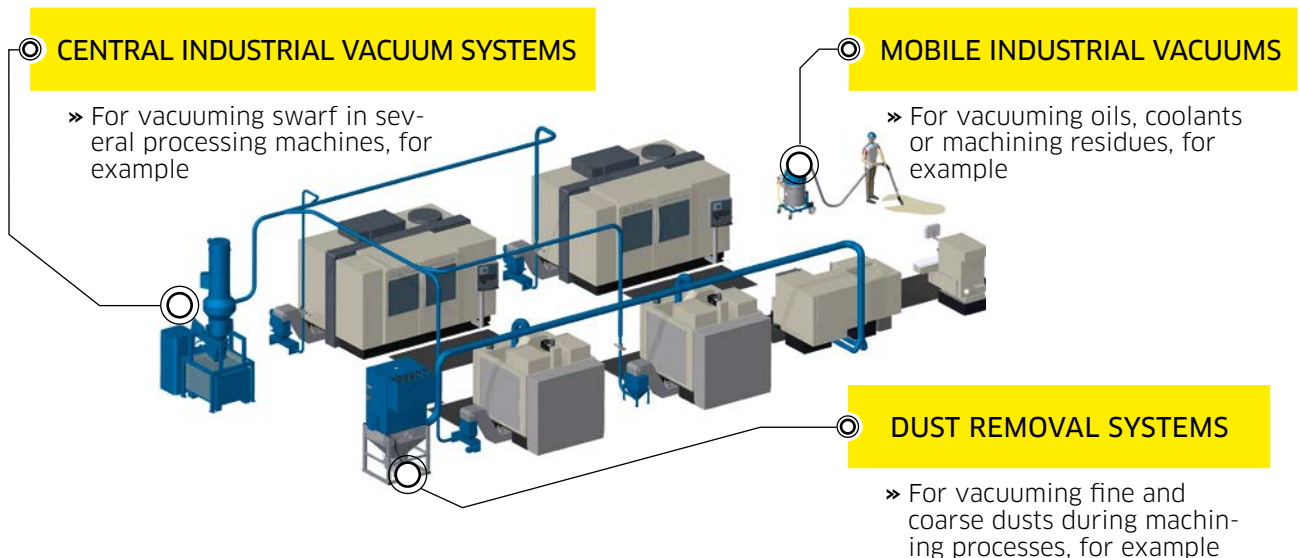 CENTRAL INDUSTRIAL VACUUM SYSTEMS
» For vacuuming swarf in sev-
eral processing machines, for
example
MOBILE INDUSTRIAL VACUUMS
» For vacuuming oils, coolants
or machining residues, for
example
DUST REMOVAL SYSTEMS
» For vacuuming fine and
coarse dusts during machin-
ing processes, for example